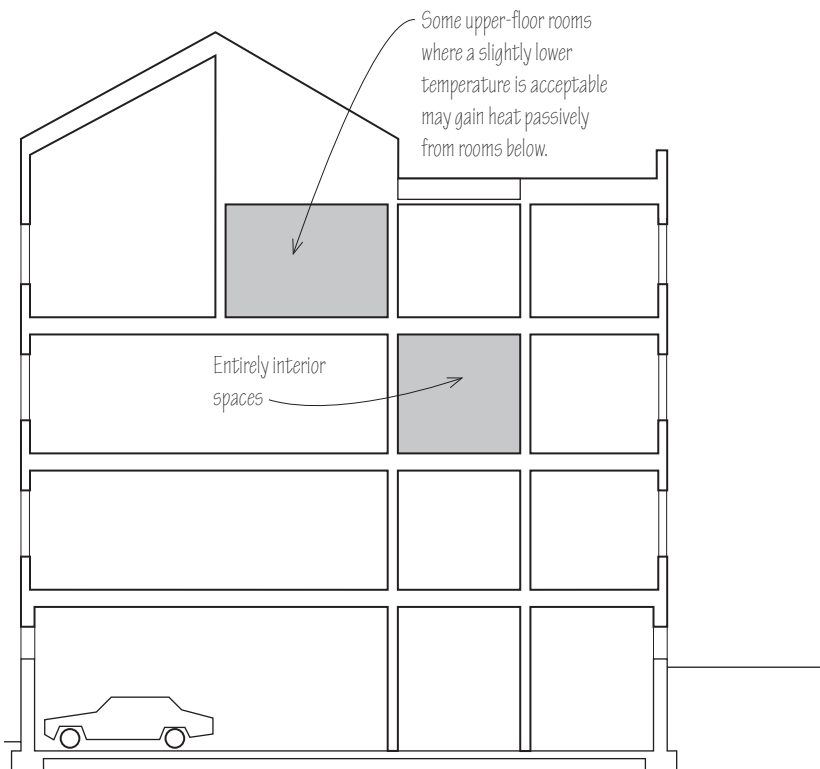 Some upper-floor rooms
where a slightly lower
temperature is acceptable
may gain heat passively
from rooms below.
Entirely interior
spaces